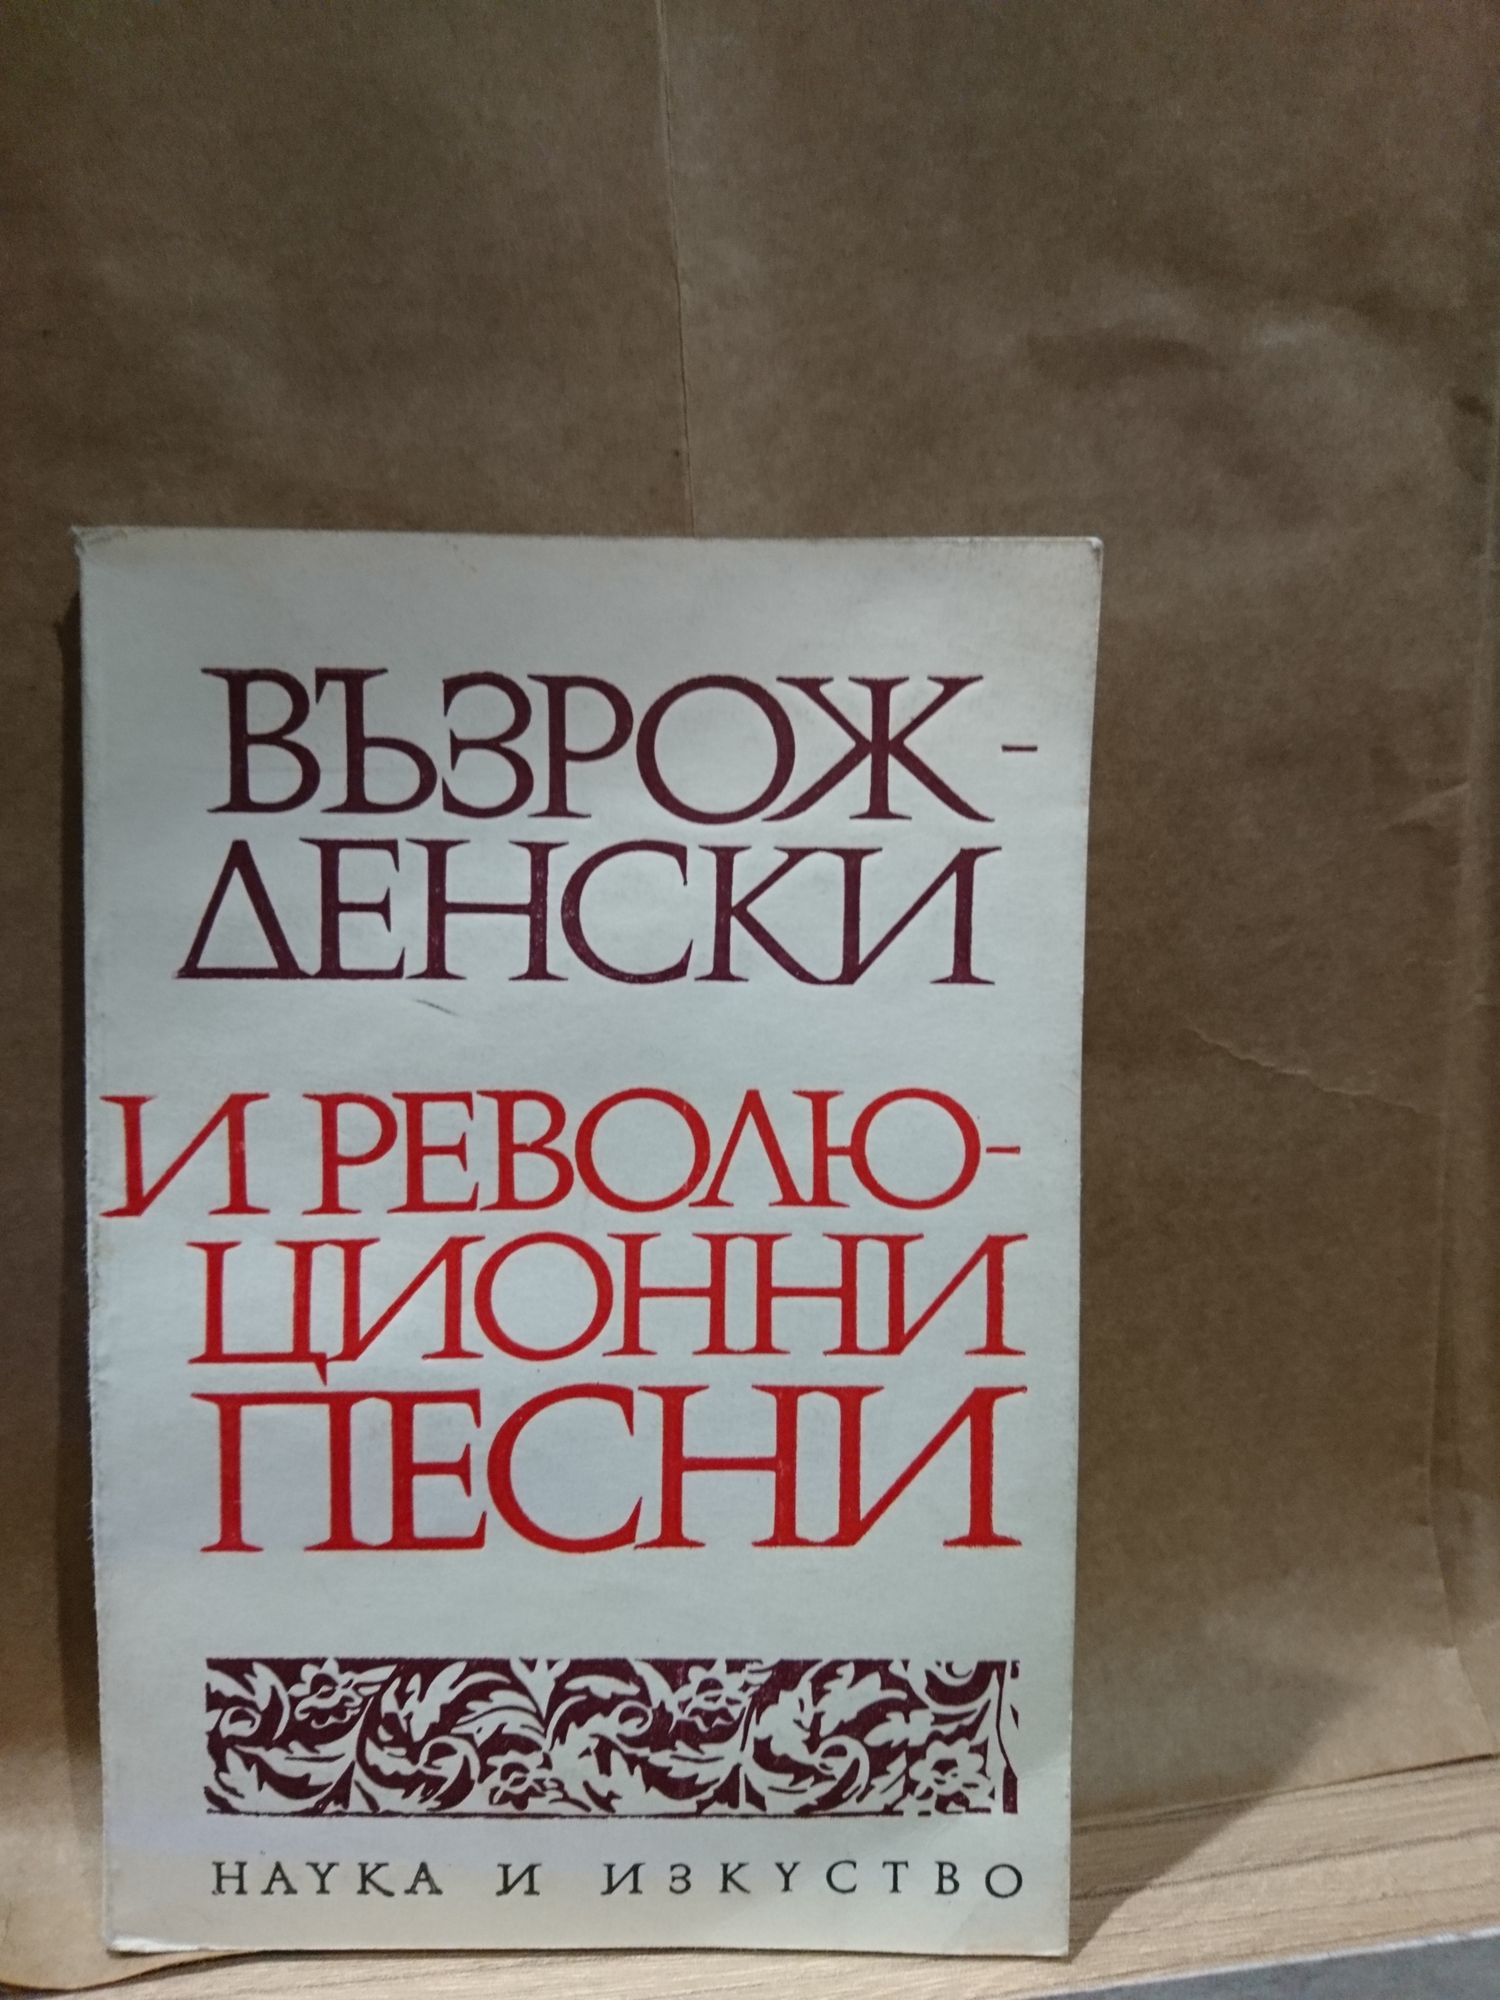 ВЪЗРОЖ-
ДЕНСКИ
И РЕВОЛЮ-
ЦИОННИ
ПЕСНИ
НАУКА И ИЗКУСТВО